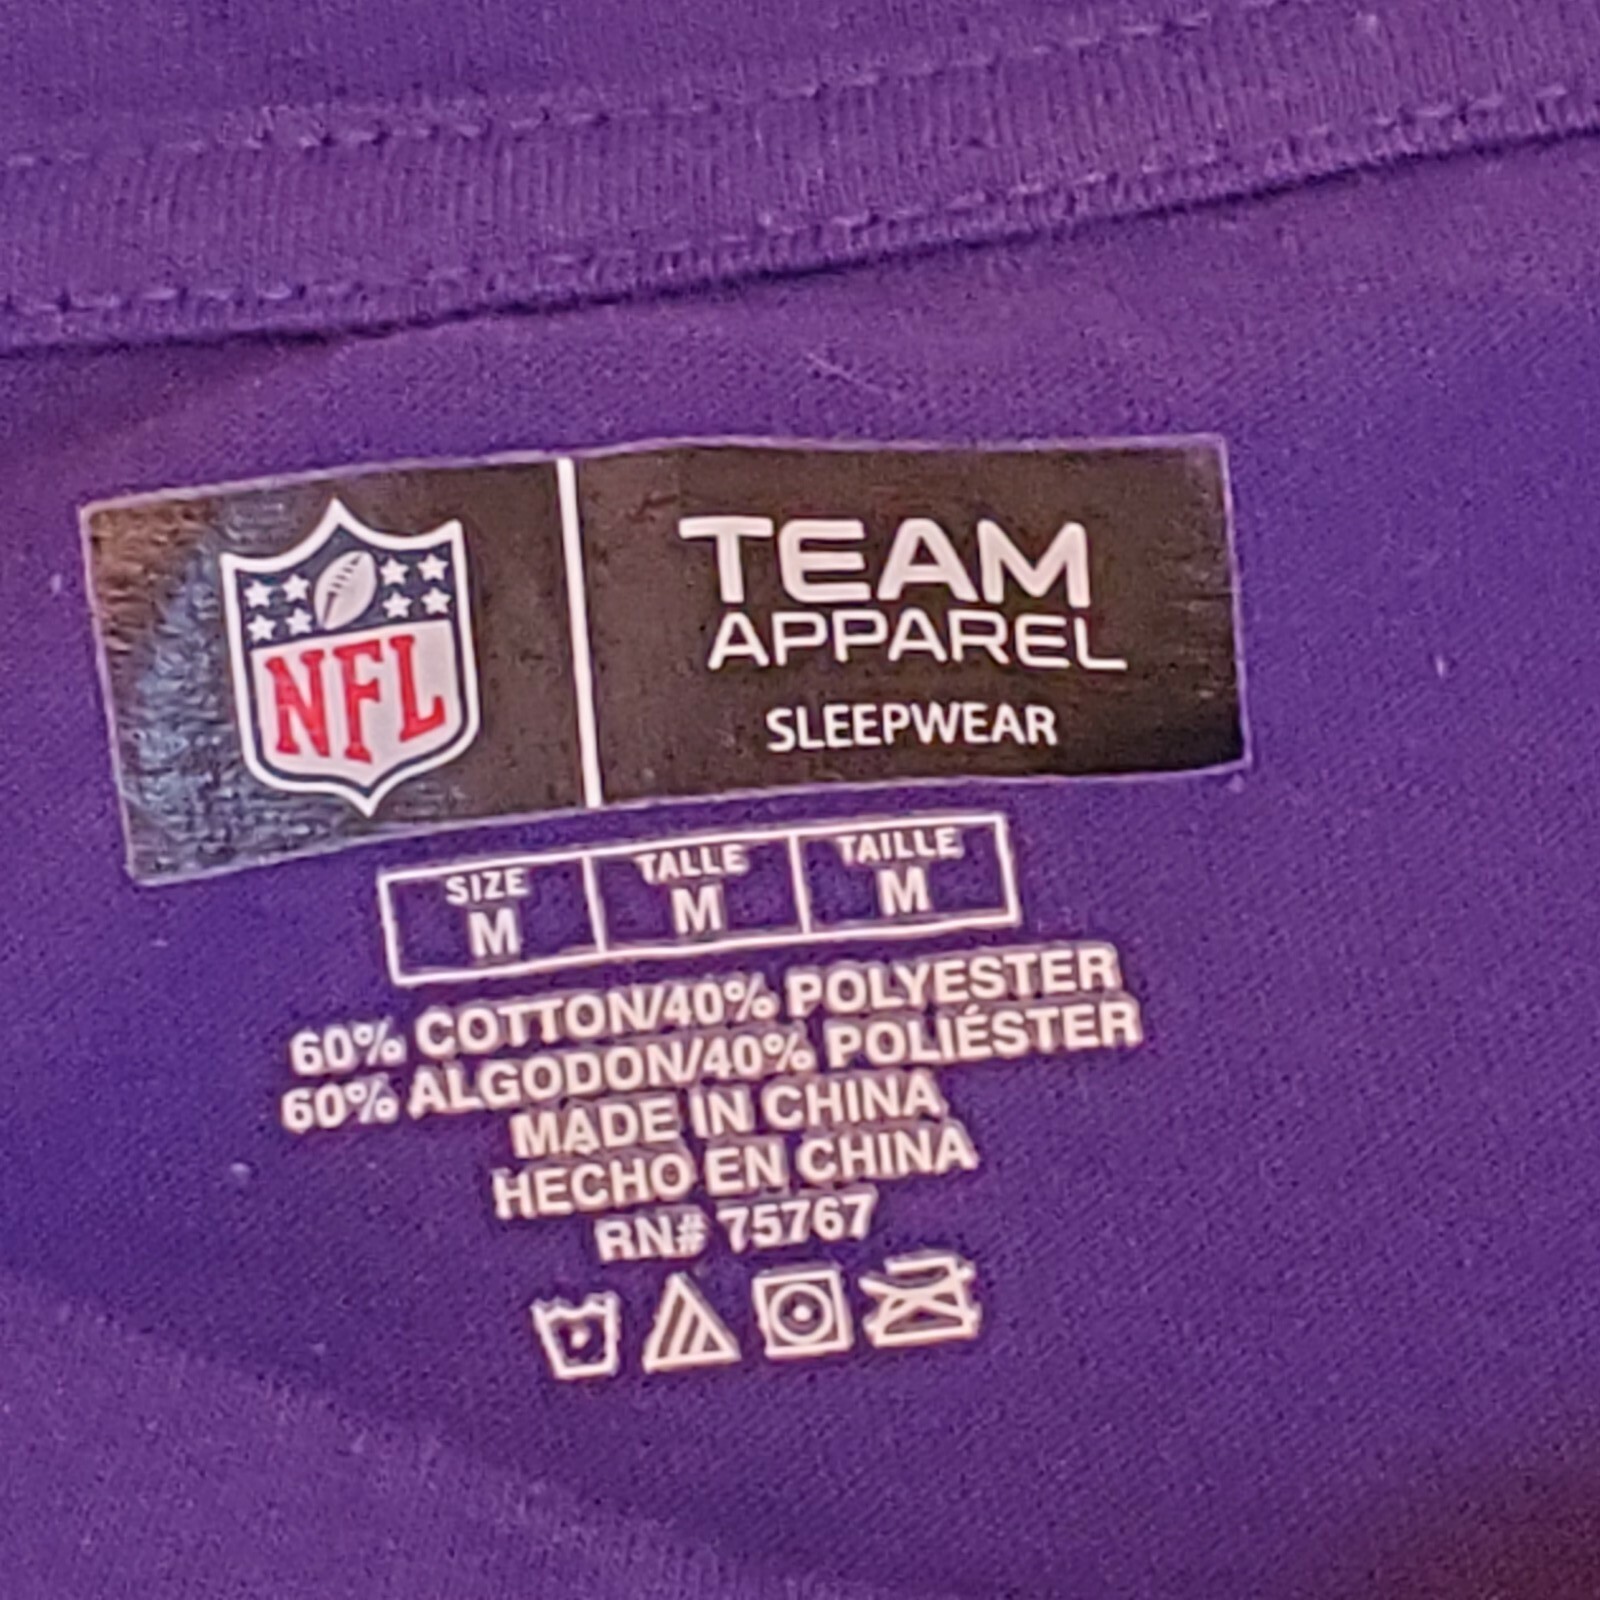 NFL
TEAM
APPAREL
SLEEPWEAR
SIZE TALLE TAILLE
M M M
60% COTTON/40% POLYESTER
60% ALGODON/40% POLIÉSTER
MADE IN CHINA
HECHO EN CHINA
RN# 75767